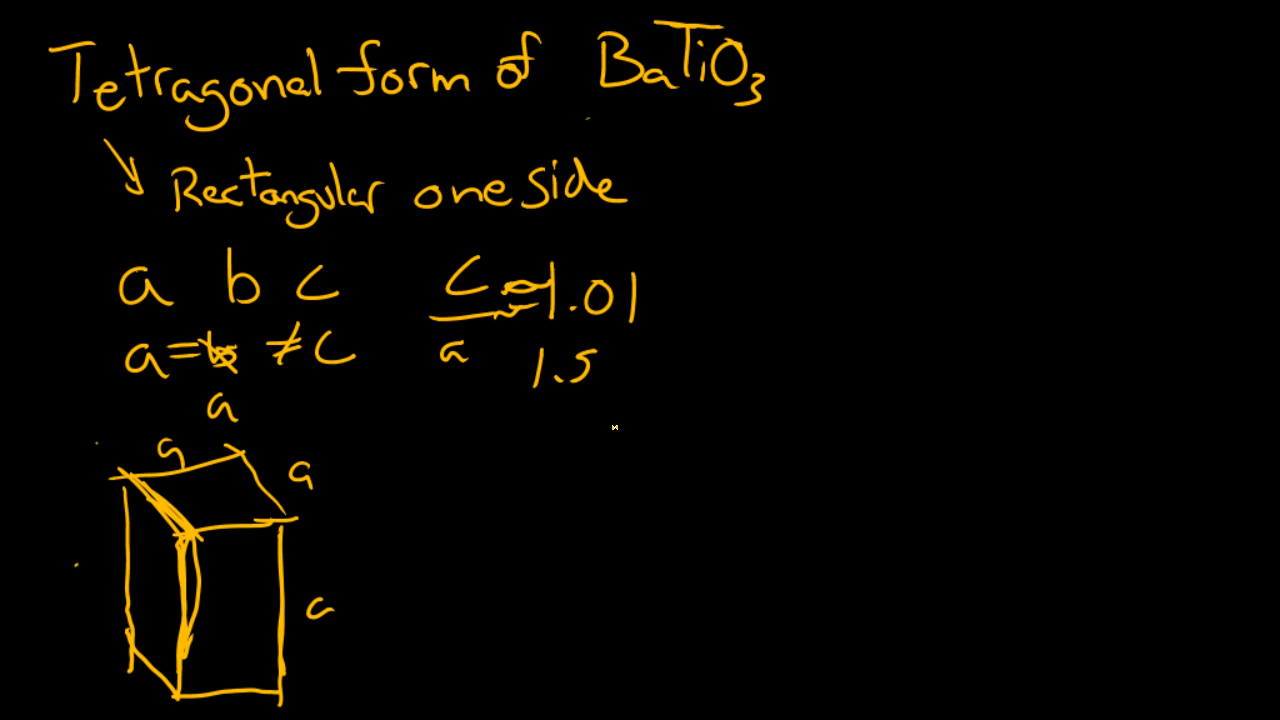 Tetragonal form of BaTiO₃
Rectangular one side
a b c
c/a = 1.01
a = b ≠ c
1.5
a
a
a
c